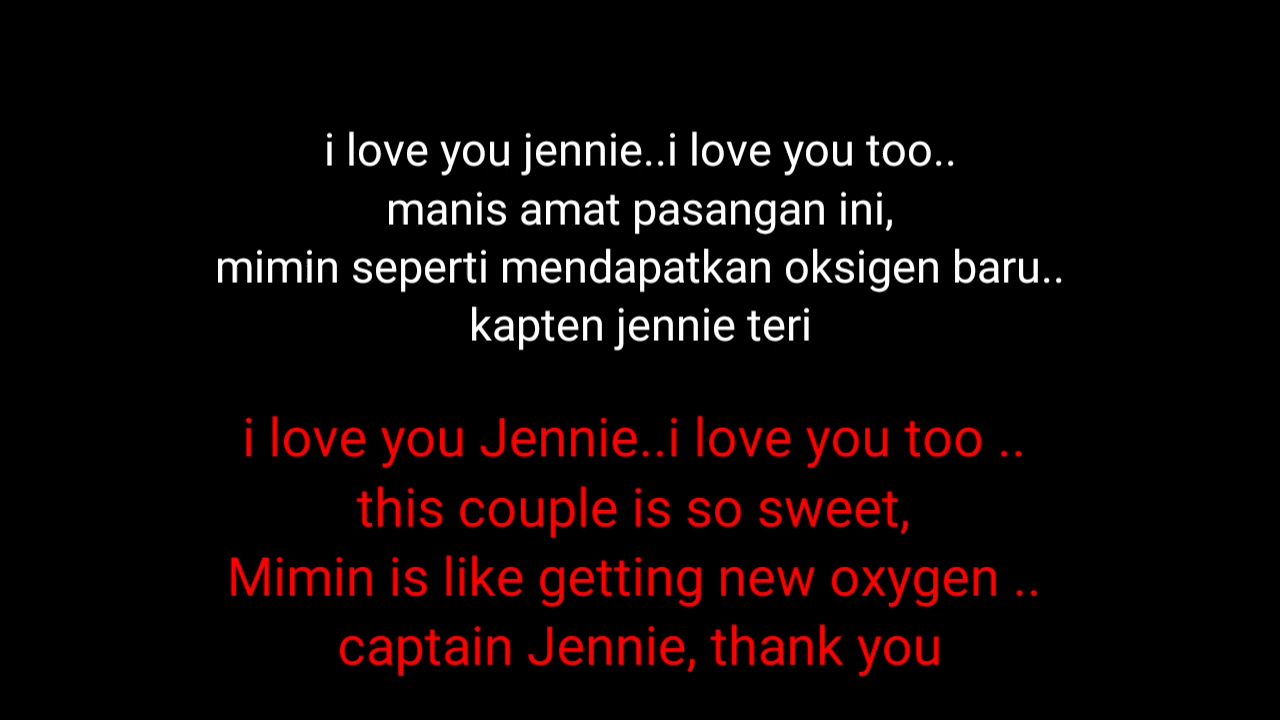 i love you jennie..i love you too..
manis amat pasangan ini,
mimin seperti mendapatkan oksigen baru..
kapten jennie teri
i love you Jennie..i love you too ..
this couple is so sweet,
Mimin is like getting new oxygen ..
captain Jennie, thank you